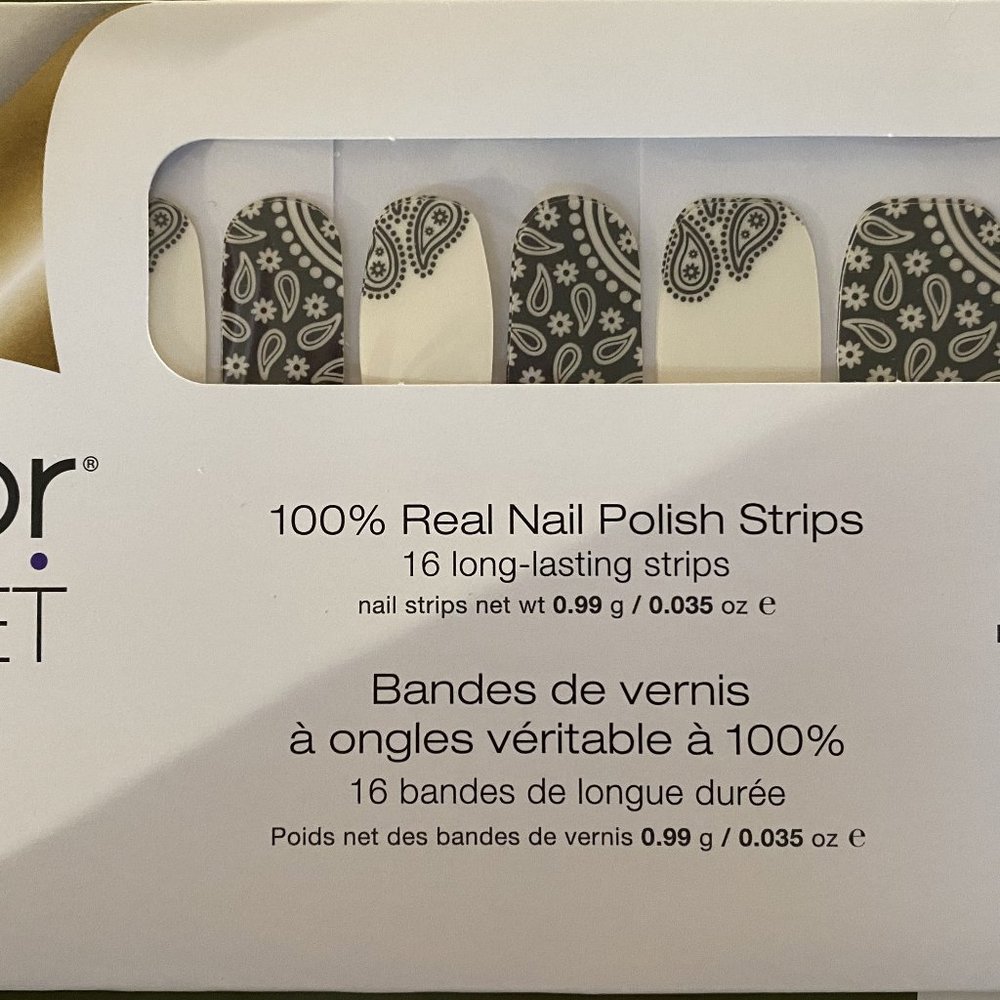 100% Real Nail Polish Strips
16 long-lasting strips
nail strips net wt 0.99 g / 0.035 oz ℮
Bandes de vernis
à ongles véritable à 100%
16 bandes de longue durée
Poids net des bandes de vernis 0.99 g / 0.035 oz ℮